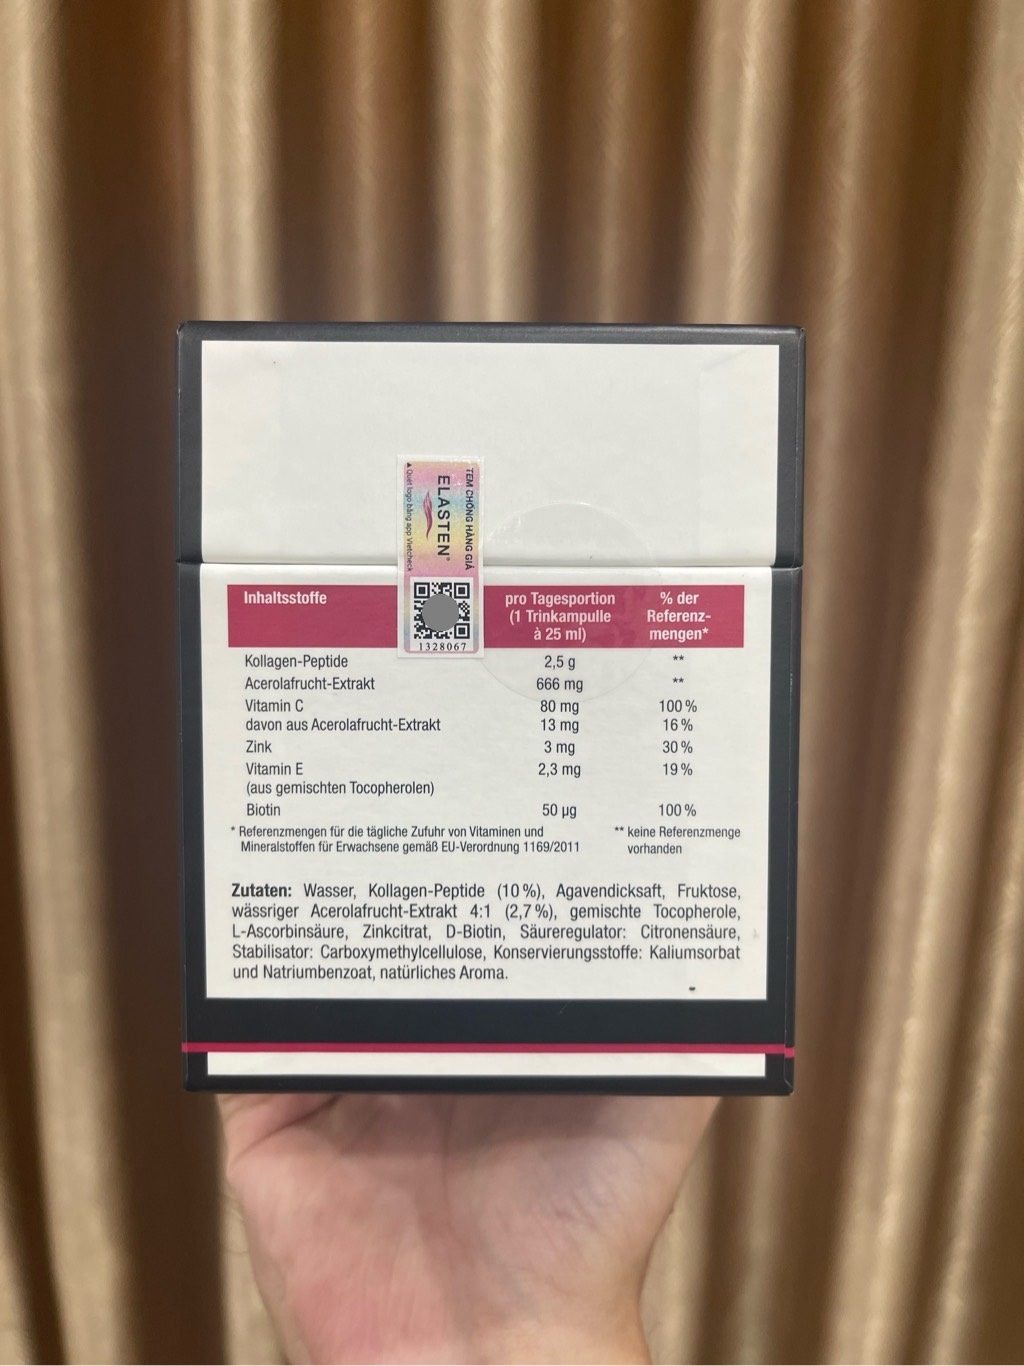 TEM CHỐNG HÀNG GIẢ
ELASTEN®
▲ Quét logo bằng app Vietcheck
1328067
Inhaltsstoffe pro Tagesportion % der
(1 Trinkampulle Referenz-
à 25 ml) mengen*
Kollagen-Peptide 2,5 g **
Acerolafrucht-Extrakt 666 mg **
Vitamin C 80 mg 100 %
davon aus Acerolafrucht-Extrakt 13 mg 16 %
Zink 3 mg 30 %
Vitamin E 2,3 mg 19 %
(aus gemischten Tocopherolen)
Biotin 50 µg 100 %
* Referenzmengen für die tägliche Zufuhr von Vitaminen und ** keine Referenzmenge
Mineralstoffen für Erwachsene gemäß EU-Verordnung 1169/2011 vorhanden
Zutaten: Wasser, Kollagen-Peptide (10 %), Agavendicksaft, Fruktose,
wässriger Acerolafrucht-Extrakt 4:1 (2,7 %), gemischte Tocopherole,
L-Ascorbinsäure, Zinkcitrat, D-Biotin, Säureregulator: Citronensäure,
Stabilisator: Carboxymethylcellulose, Konservierungsstoffe: Kaliumsorbat
und Natriumbenzoat, natürliches Aroma.